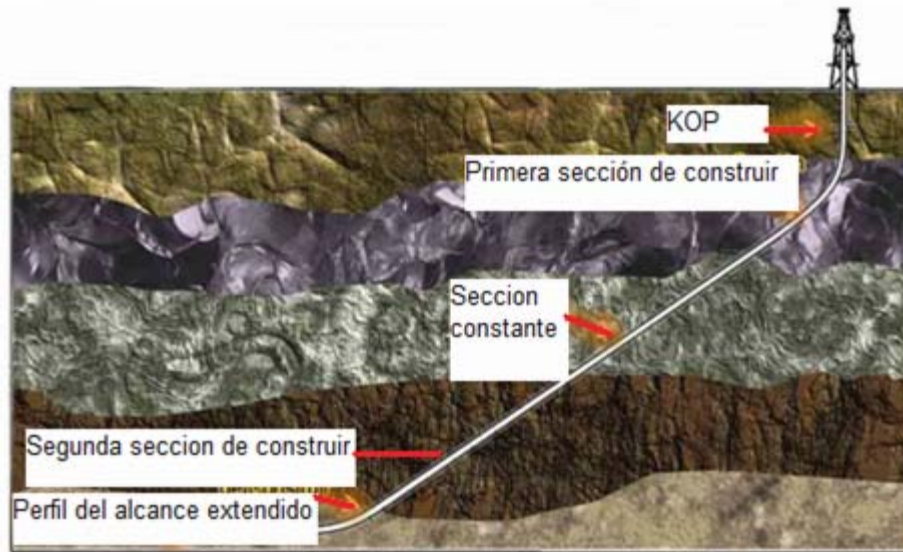 KOP
Primera sección de construir
Seccion
constante
Segunda seccion de construir
Perfil del alcance extendido